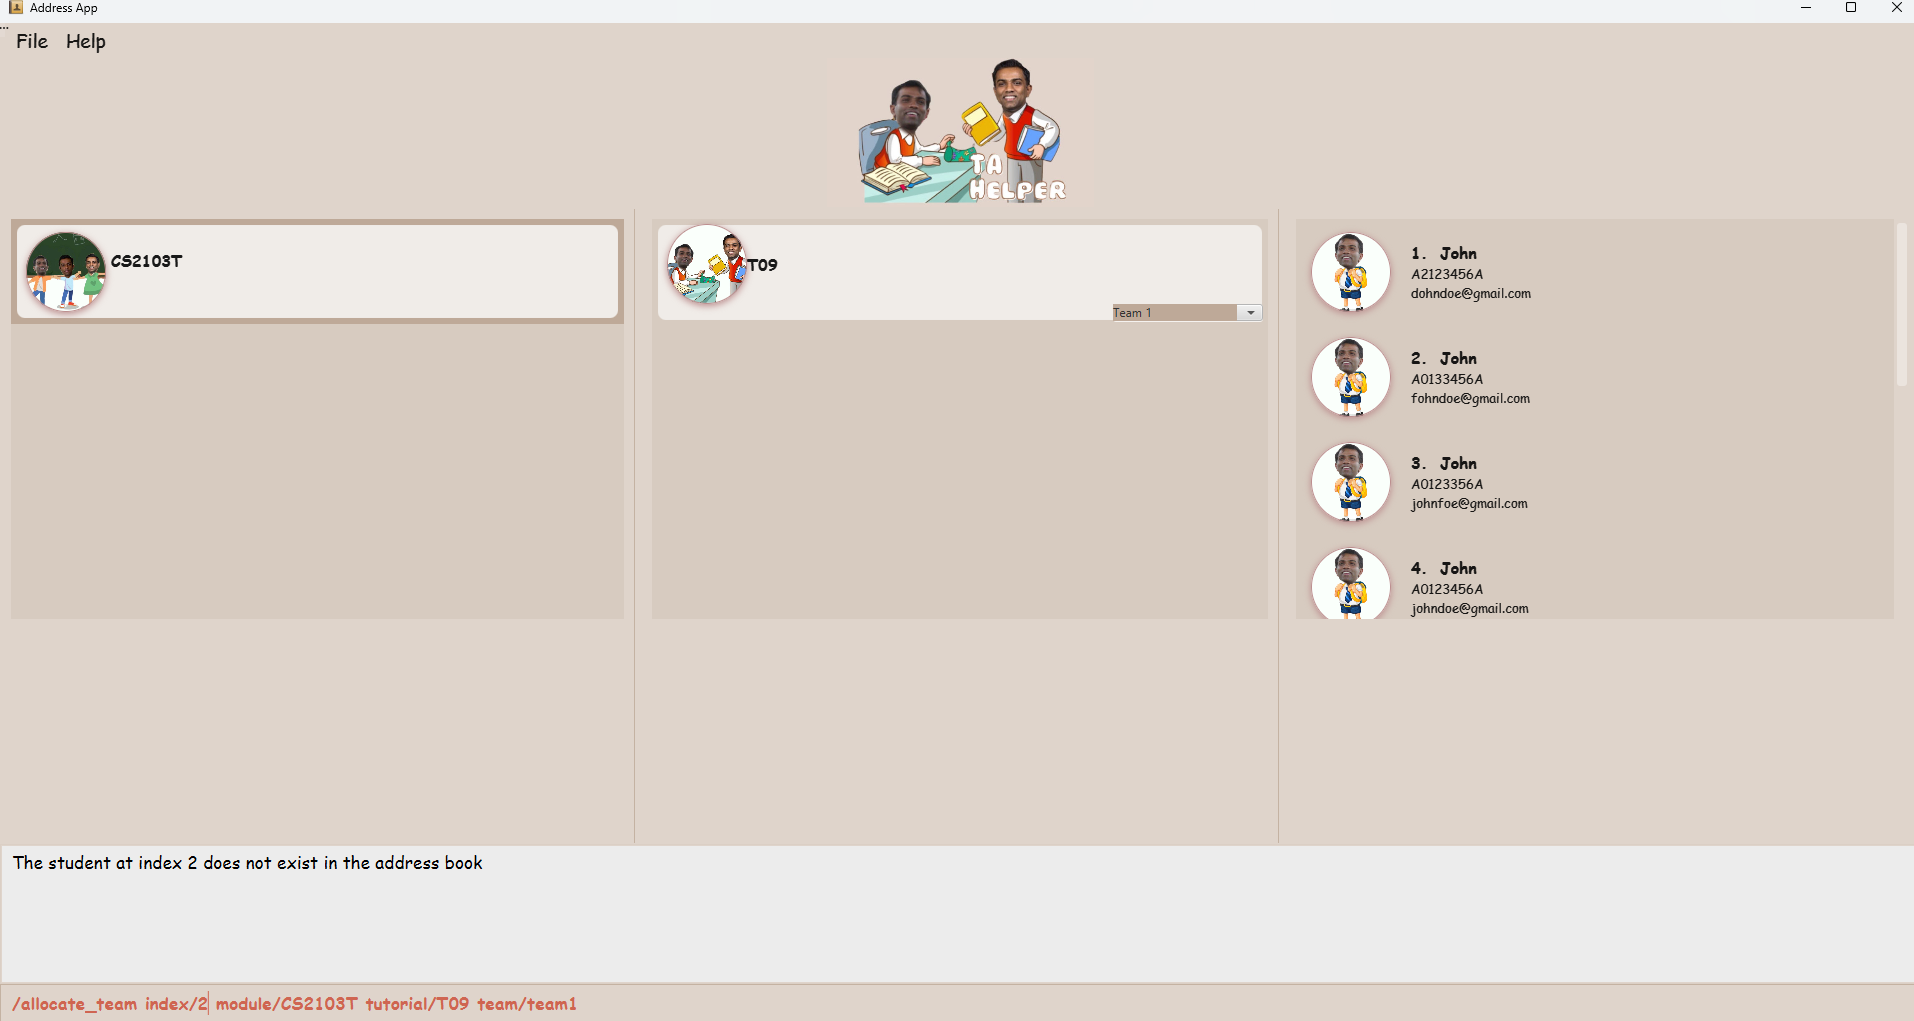 Address App
...
File Help
TA
HELPER
CS2103T
T09
Team 1
1. John
A2123456A
dohndoe@gmail.com
2. John
A0133456A
fohndoe@gmail.com
3. John
A0123356A
johnfoe@gmail.com
4. John
A0123456A
johndoe@gmail.com
The student at index 2 does not exist in the address book
/allocate_team index/2 module/CS2103T tutorial/T09 team/team1